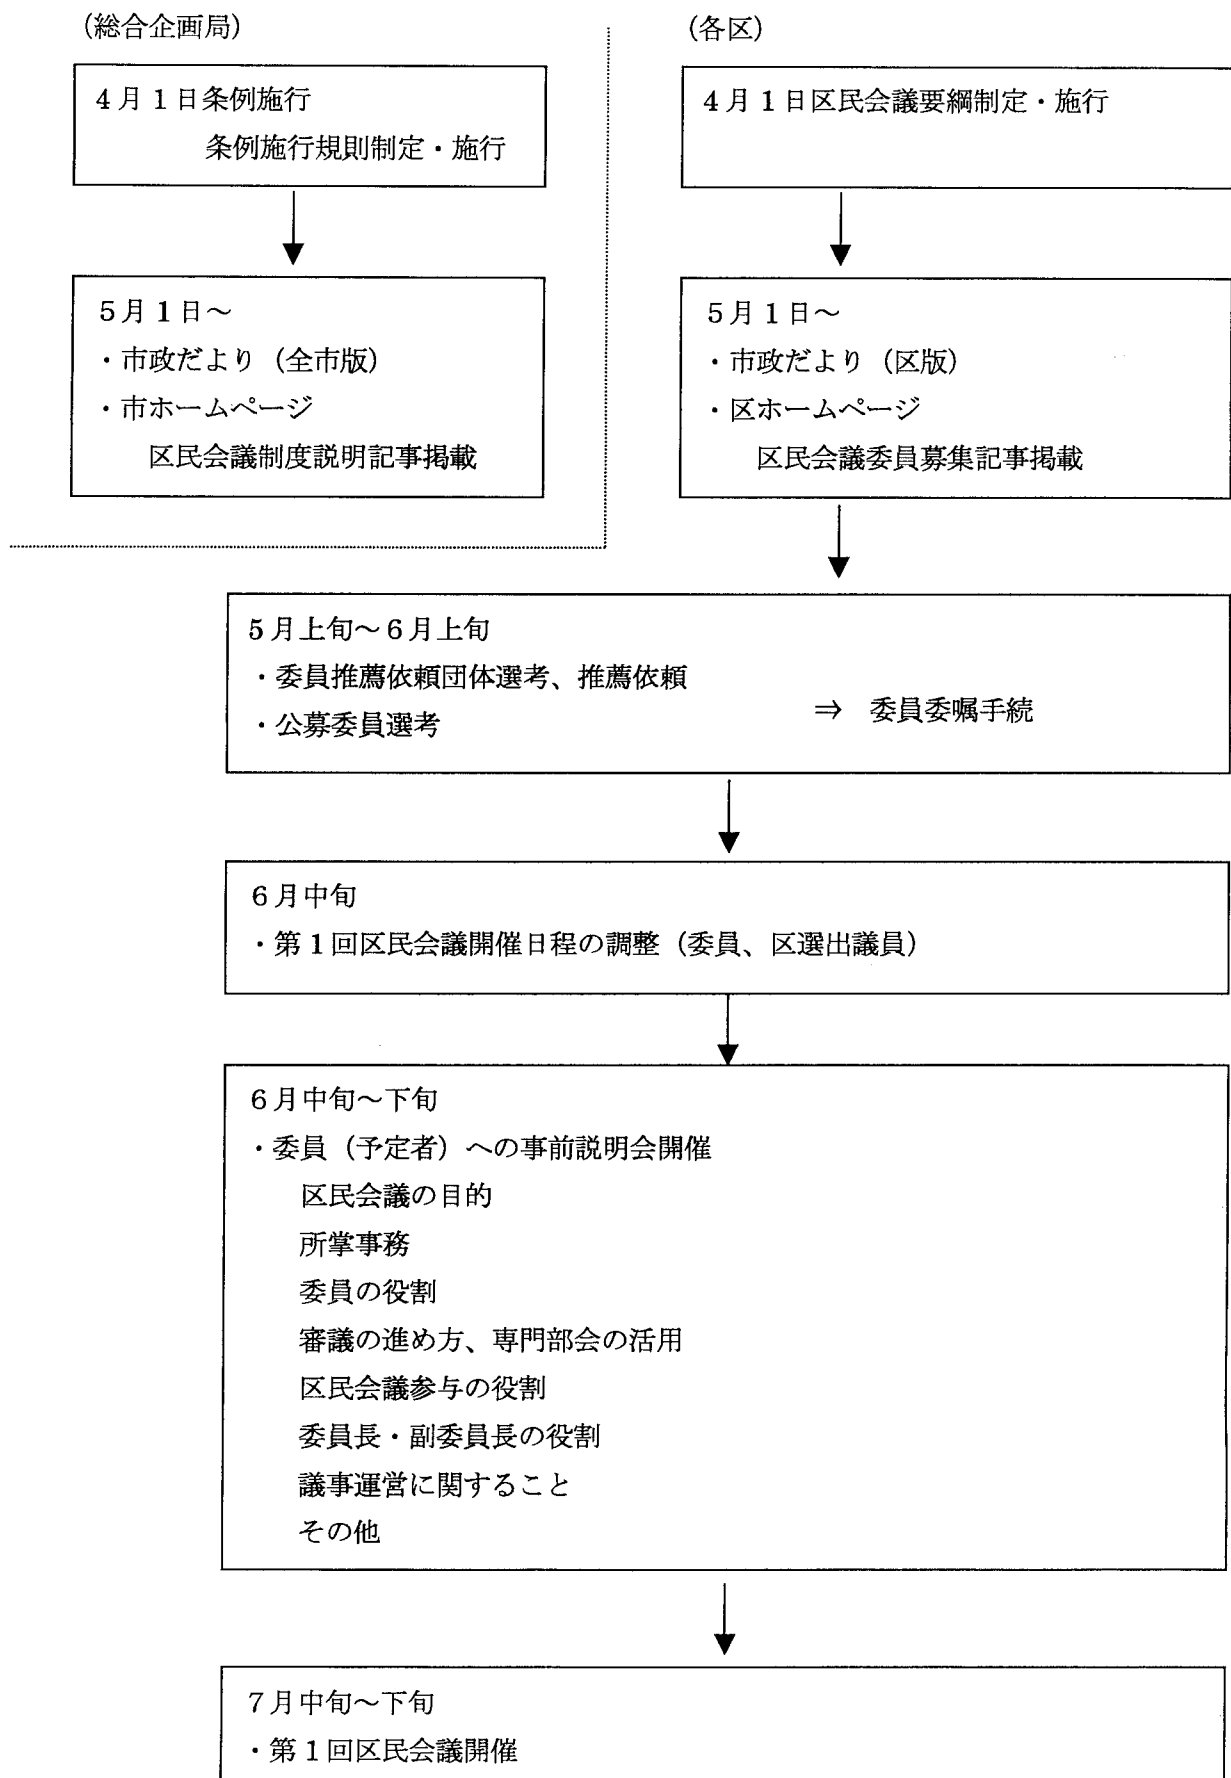 (総合企画局)
4月1日条例施行
条例施行規則制定・施行
5月1日～
・市政だより（全市版）
・市ホームページ
区民会議制度説明記事掲載
(各区)
4月1日区民会議要綱制定・施行
5月1日～
・市政だより（区版）
・区ホームページ
区民会議委員募集記事掲載
5月上旬～6月上旬
・委員推薦依頼団体選考、推薦依頼
・公募委員選考
⇒ 委員委嘱手続
6月中旬
・第1回区民会議開催日程の調整（委員、区選出議員）
6月中旬～下旬
・委員（予定者）への事前説明会開催
区民会議の目的
所掌事務
委員の役割
審議の進め方、専門部会の活用
区民会議参与の役割
委員長・副委員長の役割
議事運営に関すること
その他
7月中旬～下旬
・第1回区民会議開催